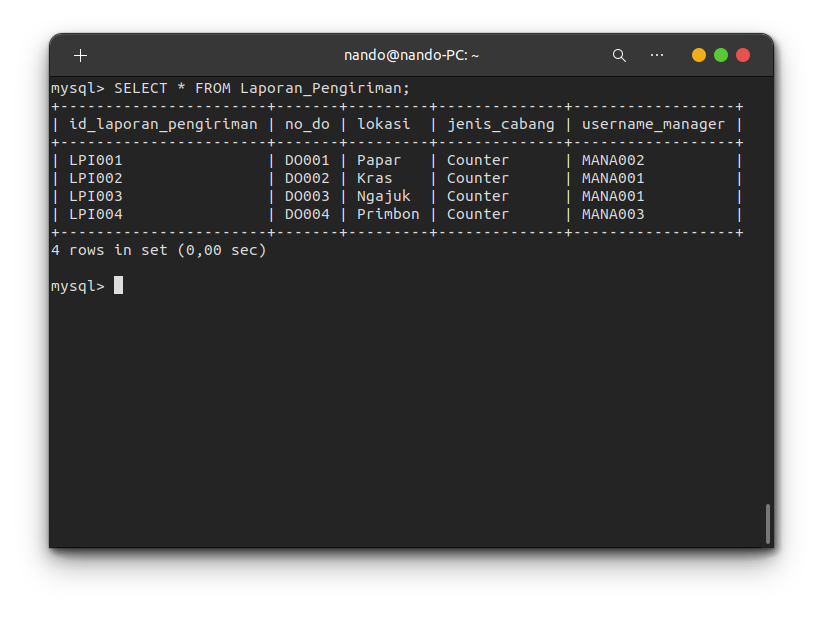 nando@nando-PC: ~
mysql> SELECT * FROM Laporan_Pengiriman;
+-----------------------+-------+---------+--------------+------------------+
| id_laporan_pengiriman | no_do | lokasi  | jenis_cabang | username_manager |
+-----------------------+-------+---------+--------------+------------------+
| LPI001                | DO001 | Papar   | Counter      | MANA002          |
| LPI002                | DO002 | Kras    | Counter      | MANA001          |
| LPI003                | DO003 | Ngajuk  | Counter      | MANA001          |
| LPI004                | DO004 | Primbon | Counter      | MANA003          |
+-----------------------+-------+---------+--------------+------------------+
4 rows in set (0,00 sec)
mysql>